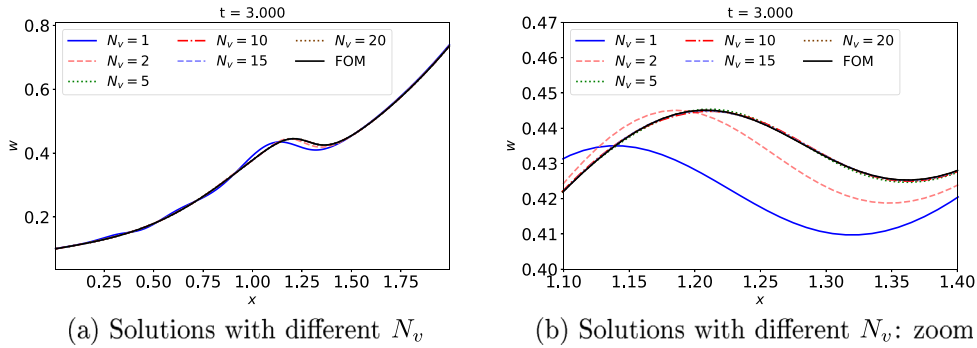 t = 3.000
0.8
0.6
0.4
0.2
w
N_v = 1
N_v = 2
N_v = 5
N_v = 10
N_v = 15
N_v = 20
FOM
0.25 0.50 0.75 1.00 1.25 1.50 1.75
x
(a) Solutions with different N_v
t = 3.000
0.47
0.46
0.45
0.44
0.43
0.42
0.41
0.40
w
N_v = 1
N_v = 2
N_v = 5
N_v = 10
N_v = 15
N_v = 20
FOM
1.10 1.15 1.20 1.25 1.30 1.35 1.40
x
(b) Solutions with different N_v: zoom